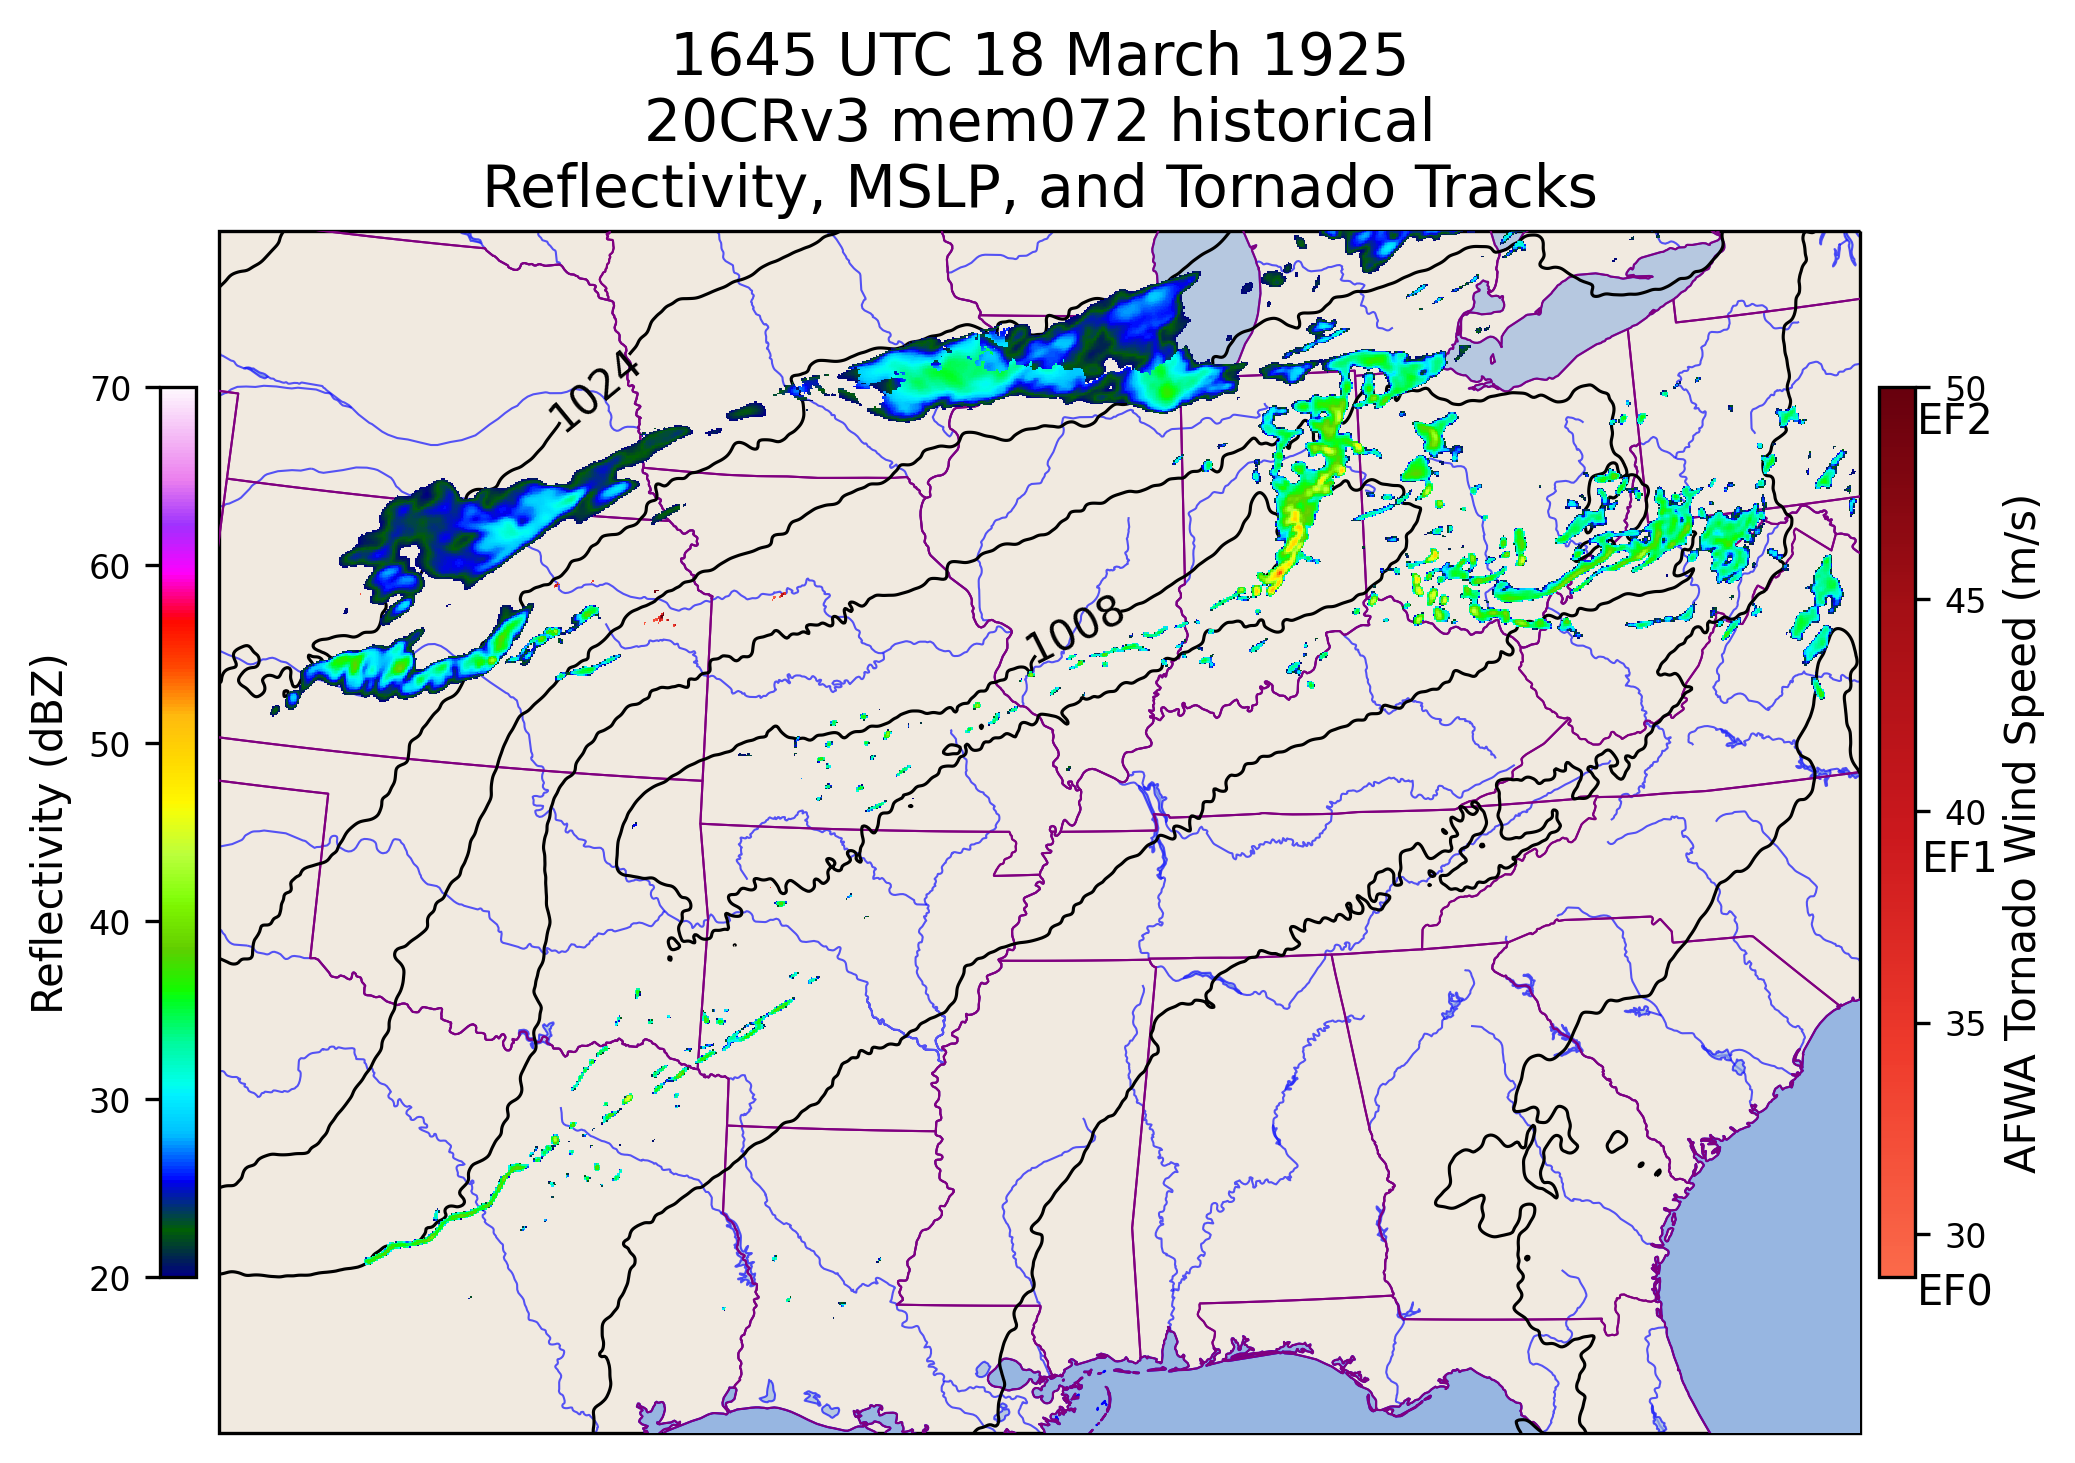 1645 UTC 18 March 1925
20CRv3 mem072 historical
Reflectivity, MSLP, and Tornado Tracks
Reflectivity (dBZ)
70
60
50
40
30
20
1024
1008
50
EF2
45
40
EF1
35
30
EF0
AFWA Tornado Wind Speed (m/s)